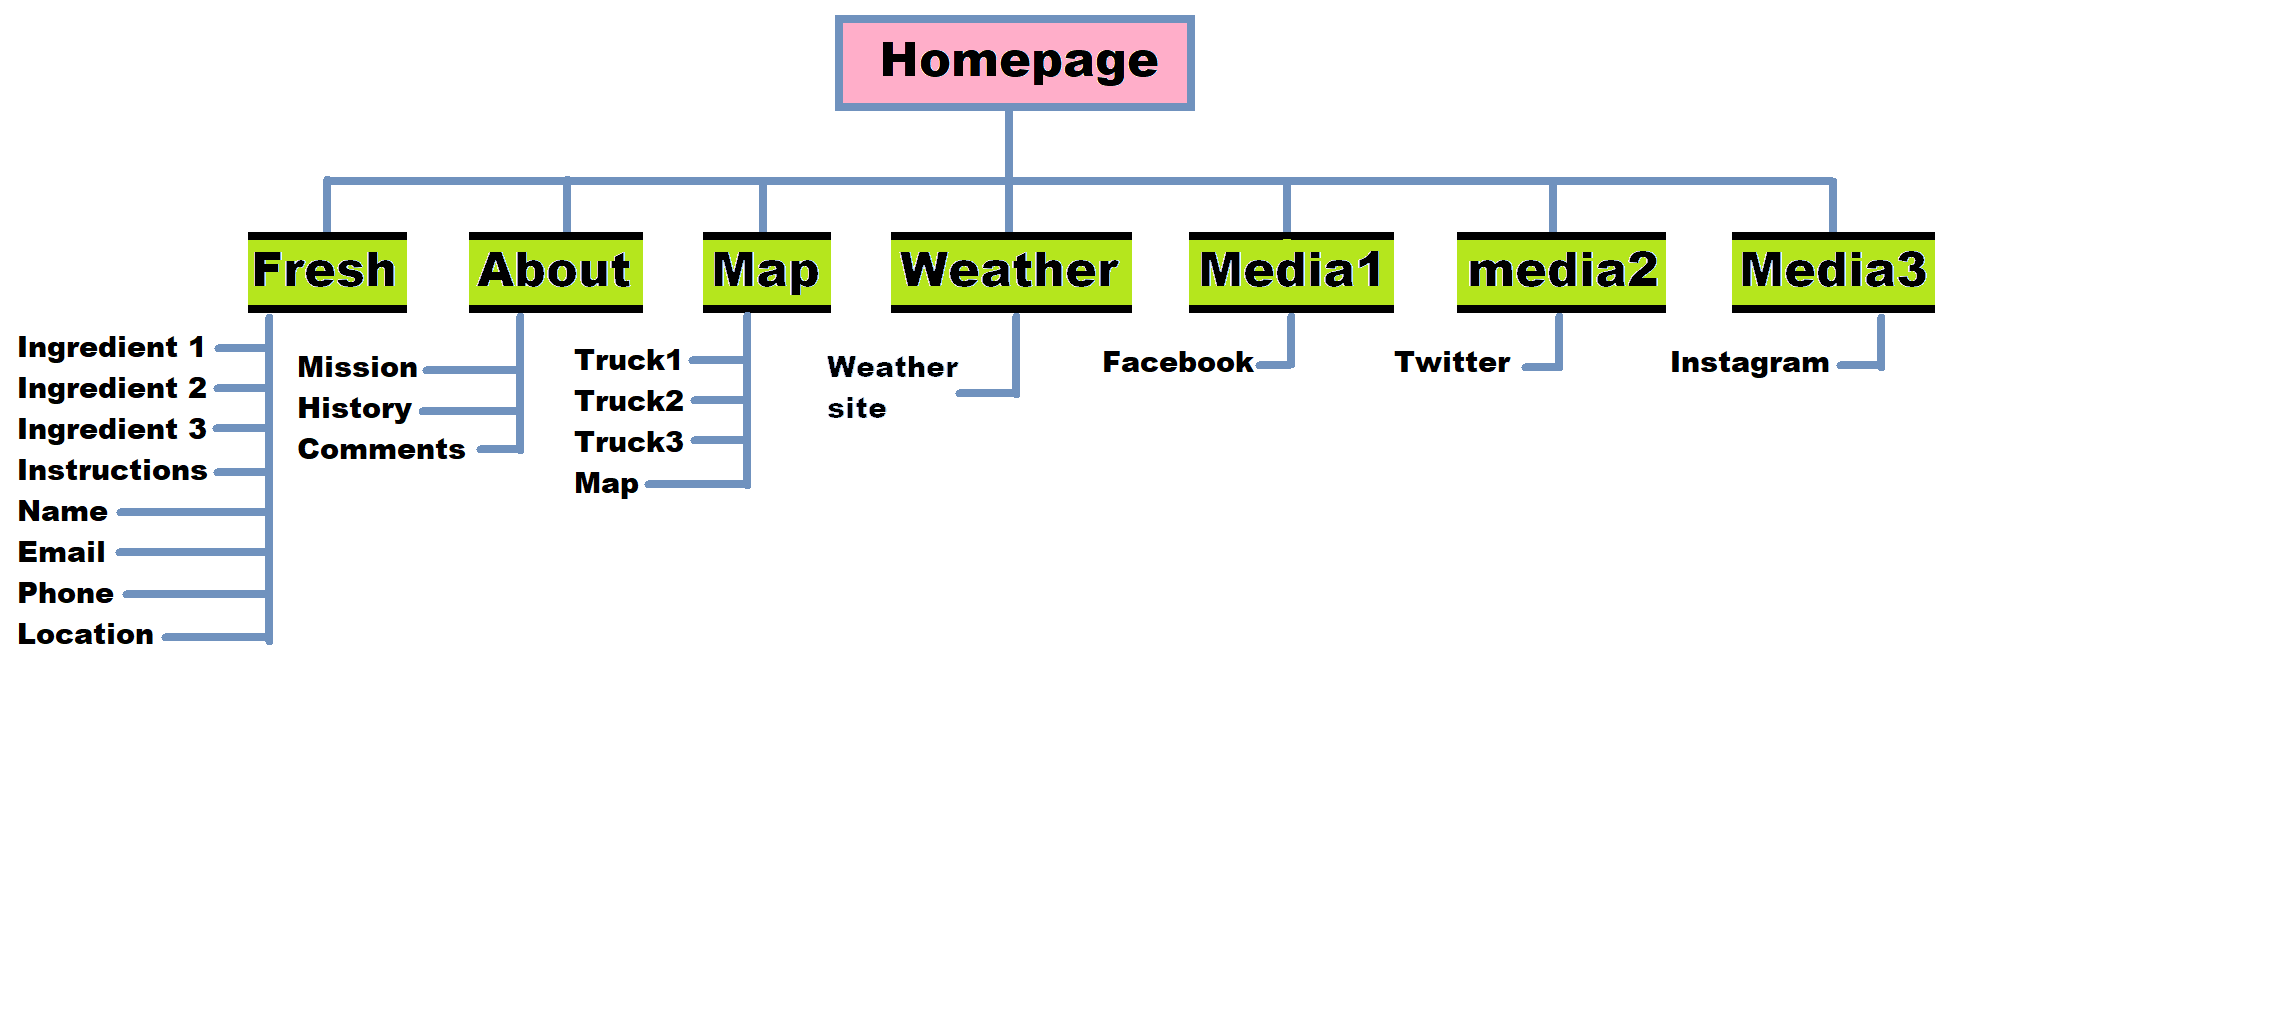 Homepage
Fresh
About
Map
Weather
Media1
media2
Media3
Ingredient 1
Ingredient 2
Ingredient 3
Instructions
Name
Email
Phone
Location
Mission
History
Comments
Truck1
Truck2
Truck3
Map
Weather
site
Facebook
Twitter
Instagram